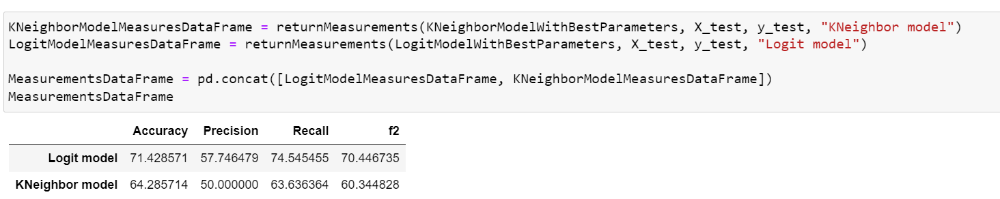 KNeighborModelMeasuresDataFrame = returnMeasurements(KNeighborModelWithBestParameters, X_test, y_test, "KNeighbor model")
LogitModelMeasuresDataFrame = returnMeasurements(LogitModelWithBestParameters, X_test, y_test, "Logit model")
MeasurementsDataFrame = pd.concat([LogitModelMeasuresDataFrame, KNeighborModelMeasuresDataFrame])
MeasurementsDataFrame
Accuracy Precision Recall f2
Logit model 71.428571 57.746479 74.545455 70.446735
KNeighbor model 64.285714 50.000000 63.636364 60.344828